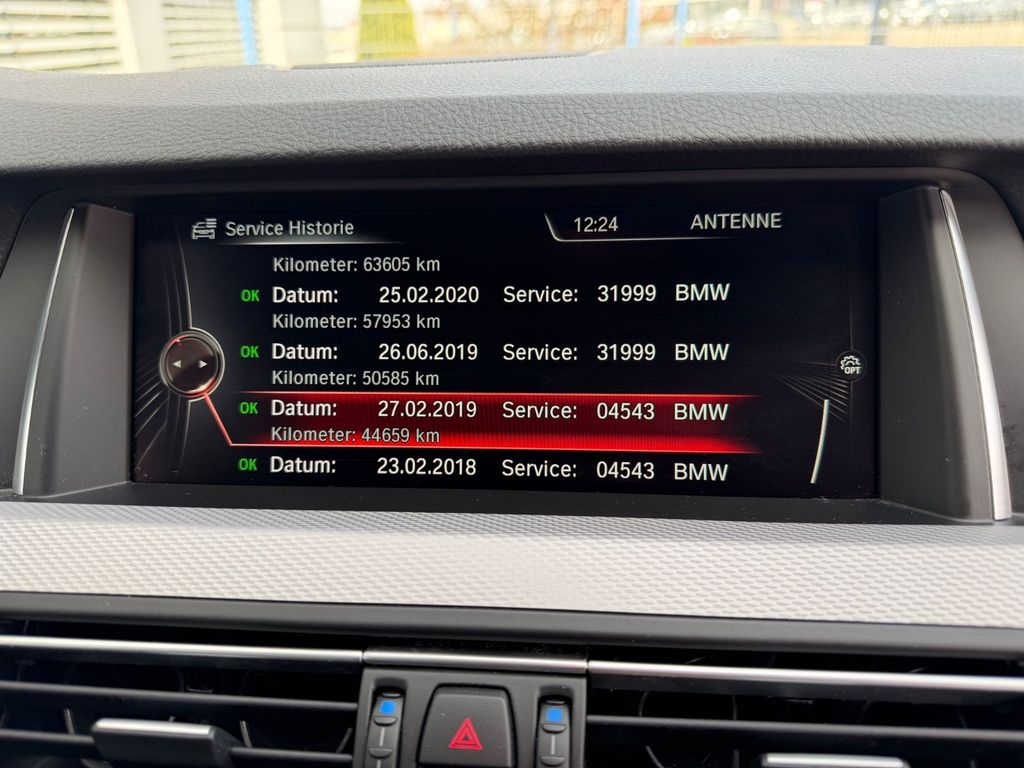 Service Historie
12:24
ANTENNE
Kilometer: 63605 km
OK Datum: 25.02.2020 Service: 31999 BMW
Kilometer: 57953 km
OK Datum: 26.06.2019 Service: 31999 BMW
Kilometer: 50585 km
OK Datum: 27.02.2019 Service: 04543 BMW
Kilometer: 44659 km
OK Datum: 23.02.2018 Service: 04543 BMW
OPT